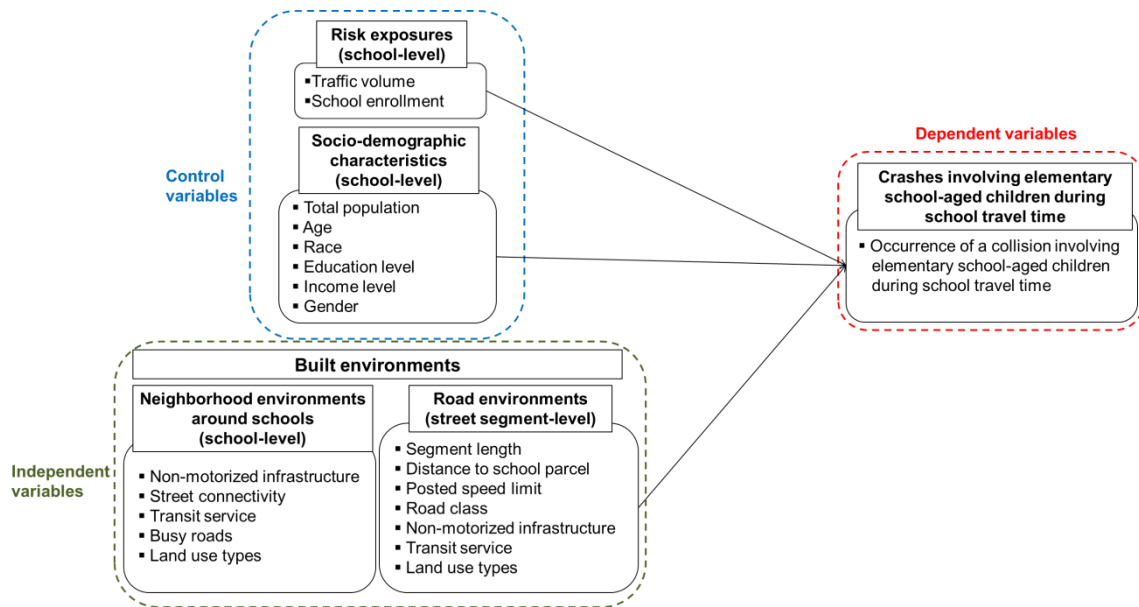 Risk exposures
(school-level)
▪Traffic volume
▪School enrollment
Control
variables
Socio-demographic
characteristics
(school-level)
▪ Total population
▪ Age
▪ Race
▪ Education level
▪ Income level
▪ Gender
Dependent variables
Crashes involving elementary
school-aged children during
school travel time
▪ Occurrence of a collision involving
elementary school-aged children
during school travel time
Independent
variables
Built environments
Neighborhood environments
around schools
(school-level)
▪ Non-motorized infrastructure
▪ Street connectivity
▪ Transit service
▪ Busy roads
▪ Land use types
Road environments
(street segment-level)
▪ Segment length
▪ Distance to school parcel
▪ Posted speed limit
▪ Road class
▪ Non-motorized infrastructure
▪ Transit service
▪ Land use types